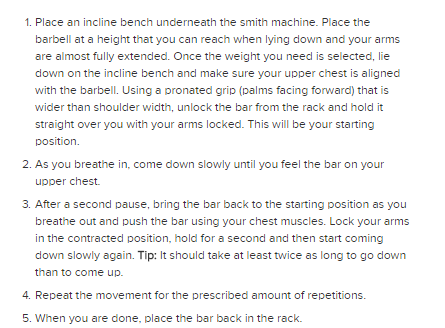 1. Place an incline bench underneath the smith machine. Place the
barbell at a height that you can reach when lying down and your arms
are almost fully extended. Once the weight you need is selected, lie
down on the incline bench and make sure your upper chest is aligned
with the barbell. Using a pronated grip (palms facing forward) that is
wider than shoulder width, unlock the bar from the rack and hold it
straight over you with your arms locked. This will be your starting
position.
2. As you breathe in, come down slowly until you feel the bar on your
upper chest.
3. After a second pause, bring the bar back to the starting position as you
breathe out and push the bar using your chest muscles. Lock your arms
in the contracted position, hold for a second and then start coming
down slowly again. Tip: It should take at least twice as long to go down
than to come up.
4. Repeat the movement for the prescribed amount of repetitions.
5. When you are done, place the bar back in the rack.